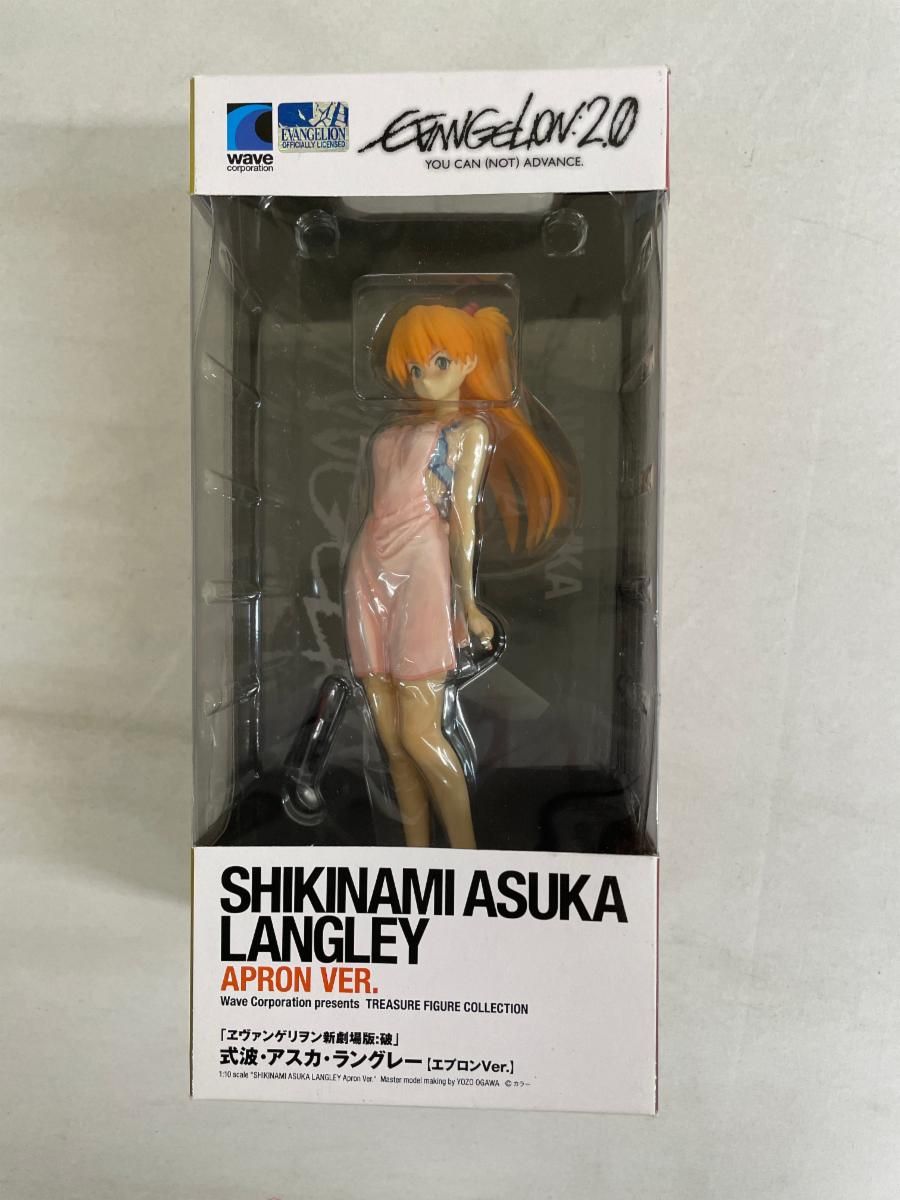 wave
corporation
EVANGELION
OFFICIALLY LICENSED
EVANGELION:2.0
YOU CAN (NOT) ADVANCE.
SHIKINAMI ASUKA
LANGLEY
APRON VER.
Wave Corporation presents TREASURE FIGURE COLLECTION
「ヱヴァンゲリヲン新劇場版:破」
式波・アスカ・ラングレー【エプロンVer.】
1:10 scale "SHIKINAMI ASUKA LANGLEY Apron Ver." Master model making by YOZO OGAWA ©カラー